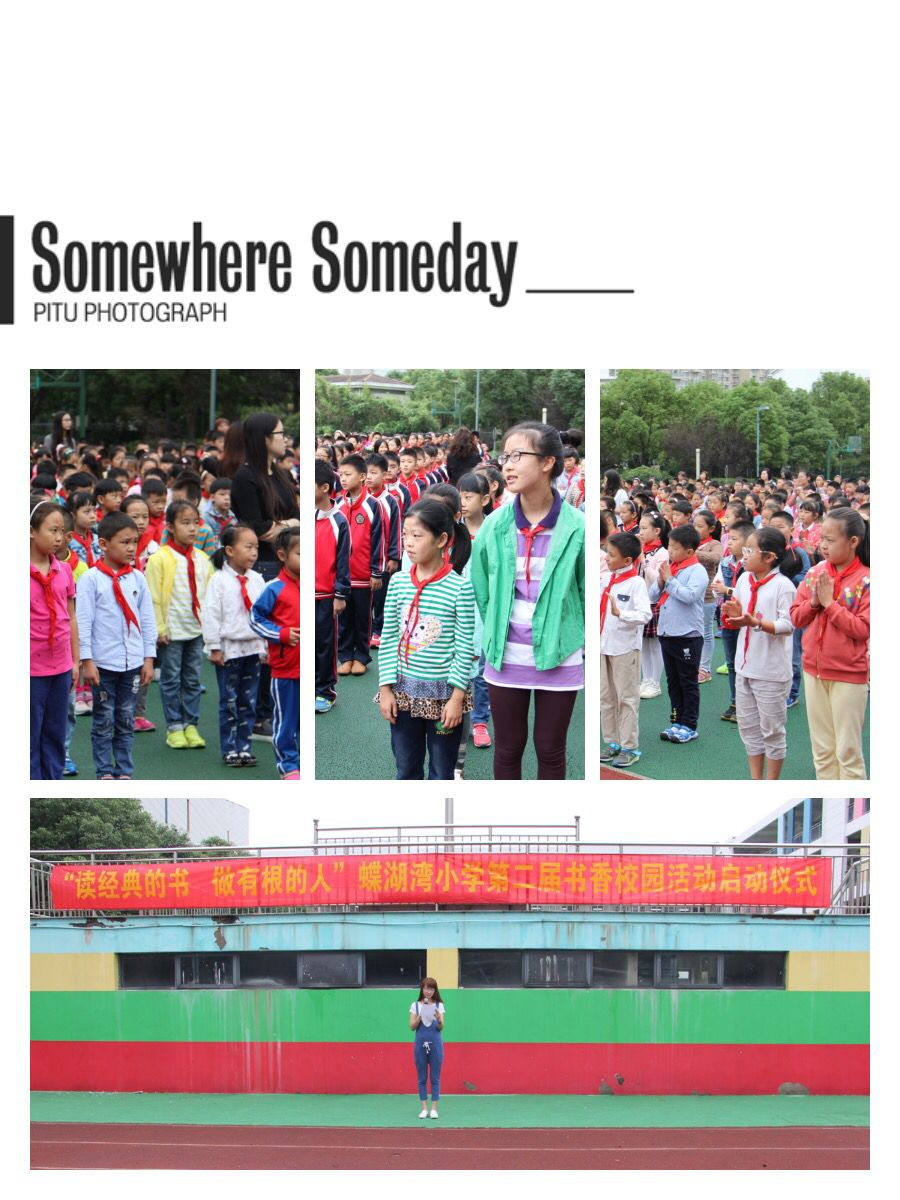 Somewhere Someday
PITU PHOTOGRAPH
“读经典的书 做有根的人”蝶湖湾小学第二届书香校园活动启动仪式